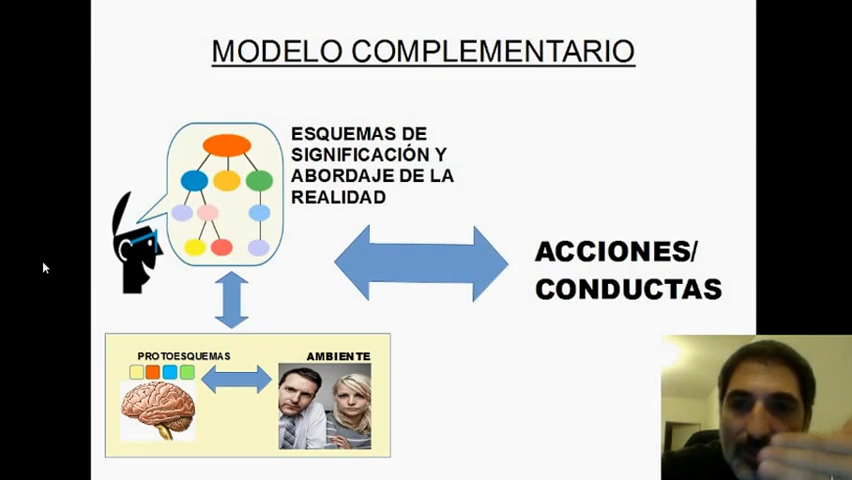 MODELO COMPLEMENTARIO
ESQUEMAS DE
SIGNIFICACIÓN Y
ABORDAJE DE LA
REALIDAD
ACCIONES/
CONDUCTAS
PROTOESQUEMAS
AMBIENTE